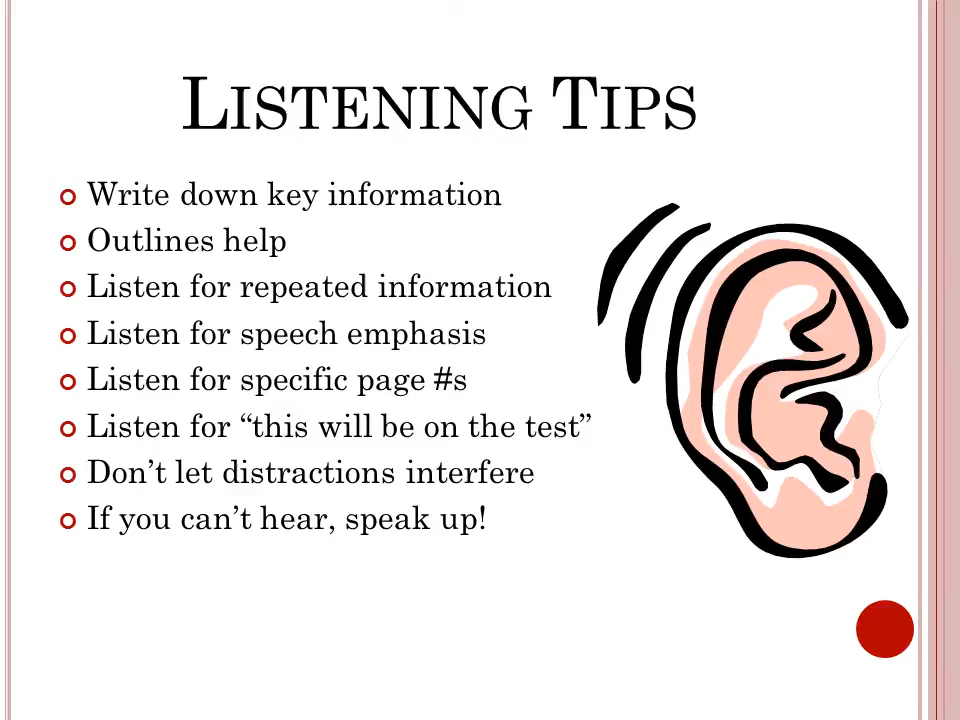 Listening Tips
Write down key information
Outlines help
Listen for repeated information
Listen for speech emphasis
Listen for specific page #s
Listen for “this will be on the test”
Don’t let distractions interfere
If you can’t hear, speak up!